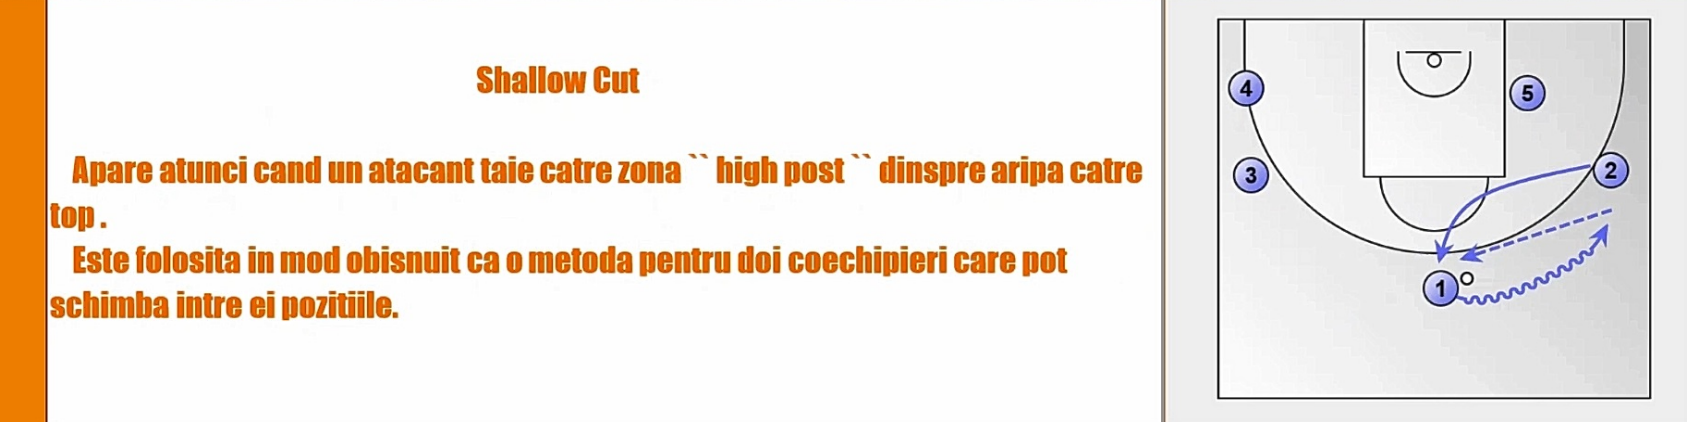 Shallow Cut
Apare atunci cand un atacant taie catre zona `` high post `` dinspre aripa catre
top .
Este folosita in mod obisnuit ca o metoda pentru doi coechipieri care pot
schimba intre ei pozitiile.
4
5
3
2
1